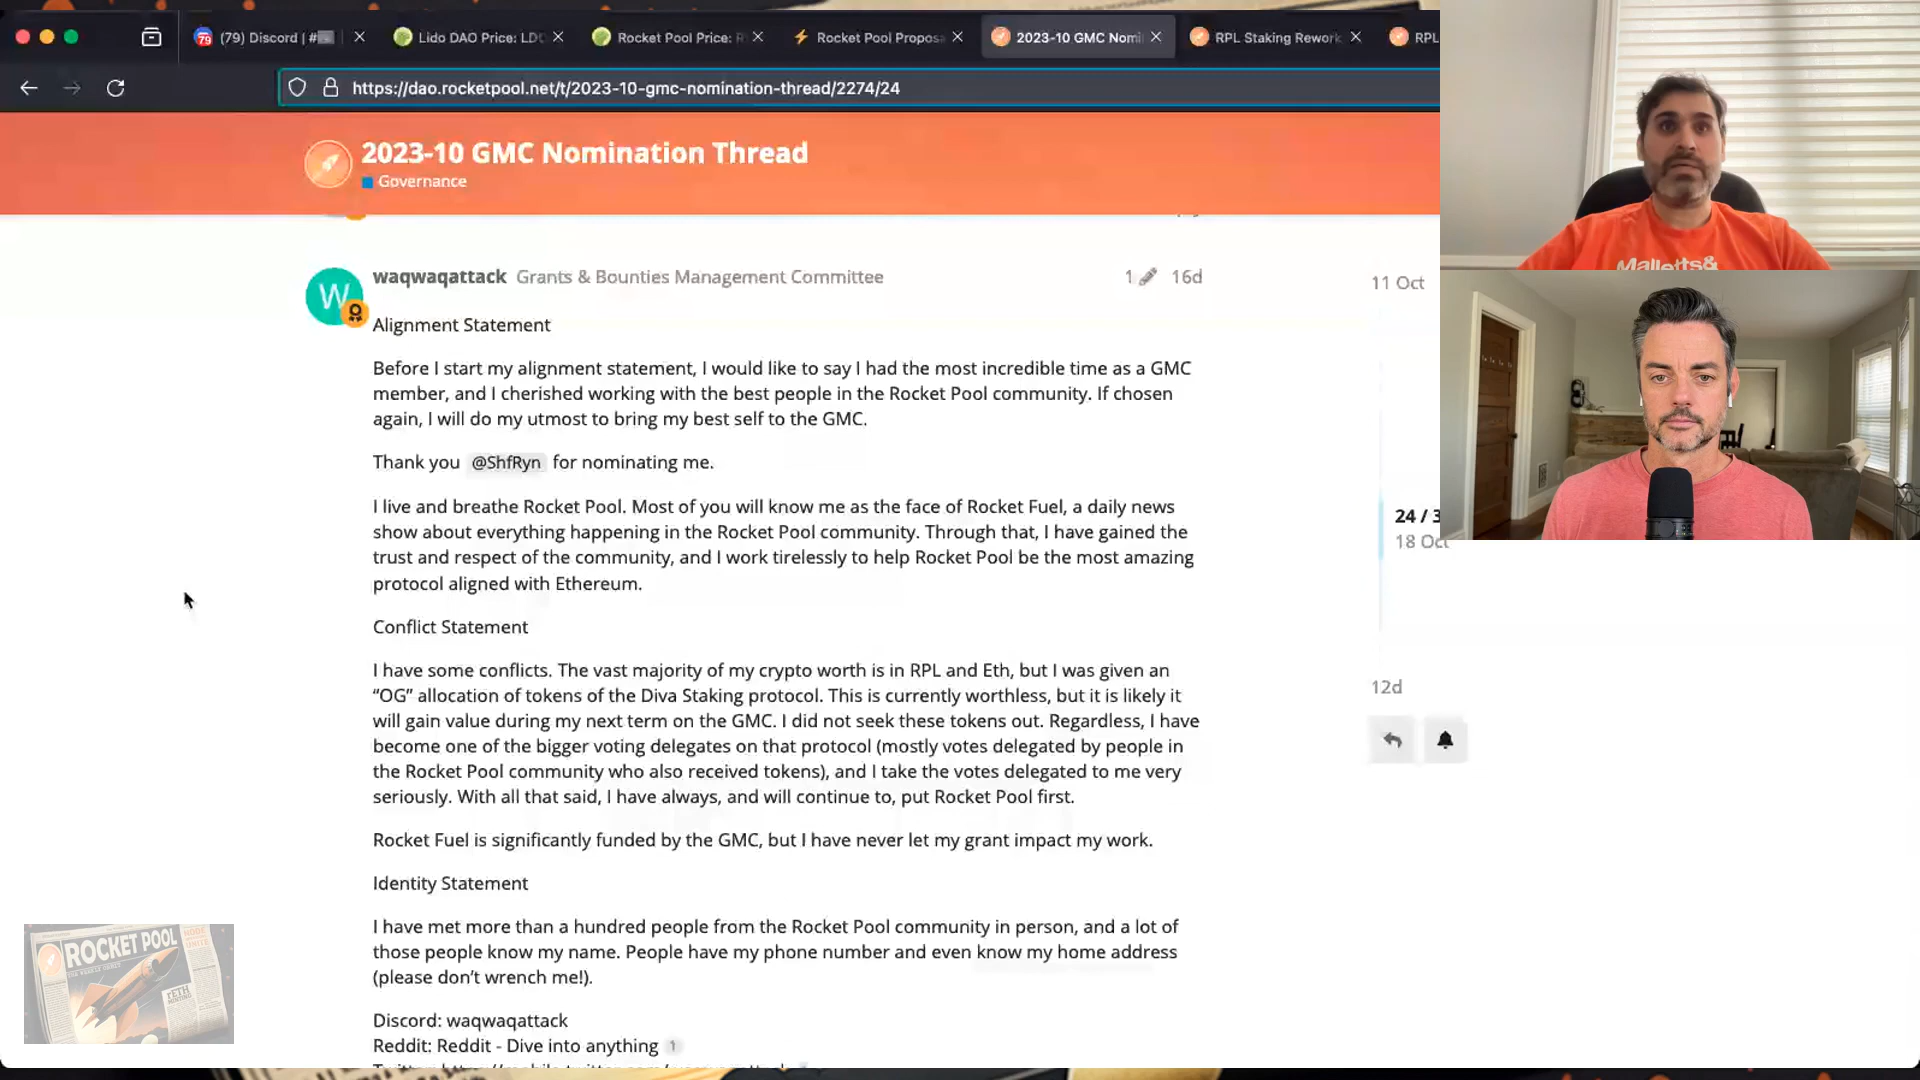 (79) Discord | #
Lido DAO Price: LD
Rocket Pool Price: R
Rocket Pool Propos
2023-10 GMC Nomi
RPL Staking Rework
RPL
https://dao.rocketpool.net/t/2023-10-gmc-nomination-thread/2274/24
2023-10 GMC Nomination Thread
Governance
waqwaqattack Grants & Bounties Management Committee 1 16d
Alignment Statement
Before I start my alignment statement, I would like to say I had the most incredible time as a GMC
member, and I cherished working with the best people in the Rocket Pool community. If chosen
again, I will do my utmost to bring my best self to the GMC.
Thank you @ShfRyn for nominating me.
I live and breathe Rocket Pool. Most of you will know me as the face of Rocket Fuel, a daily news
show about everything happening in the Rocket Pool community. Through that, I have gained the
trust and respect of the community, and I work tirelessly to help Rocket Pool be the most amazing
protocol aligned with Ethereum.
Conflict Statement
I have some conflicts. The vast majority of my crypto worth is in RPL and Eth, but I was given an
“OG” allocation of tokens of the Diva Staking protocol. This is currently worthless, but it is likely it
will gain value during my next term on the GMC. I did not seek these tokens out. Regardless, I have
become one of the bigger voting delegates on that protocol (mostly votes delegated by people in
the Rocket Pool community who also received tokens), and I take the votes delegated to me very
seriously. With all that said, I have always, and will continue to, put Rocket Pool first.
Rocket Fuel is significantly funded by the GMC, but I have never let my grant impact my work.
Identity Statement
I have met more than a hundred people from the Rocket Pool community in person, and a lot of
those people know my name. People have my phone number and even know my home address
(please don’t wrench me!).
Discord: waqwaqattack
Reddit: Reddit - Dive into anything 1
11 Oct
24 / 3
18 Oct
12d
W
Malletts&
ROCKET POOL
rETH